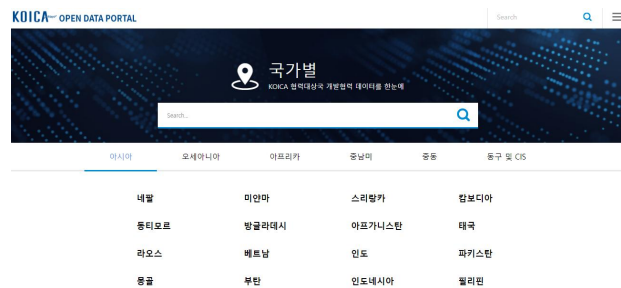 KOICA OPEN DATA PORTAL
Search
국가별
KOICA 협력대상국 개발협력 데이터를 한눈에
Search...
아시아 오세아니아 아프리카 중남미 중동 동구 및 CIS
네팔 미얀마 스리랑카 캄보디아
동티모르 방글라데시 아프가니스탄 태국
라오스 베트남 인도 파키스탄
몽골 부탄 인도네시아 필리핀